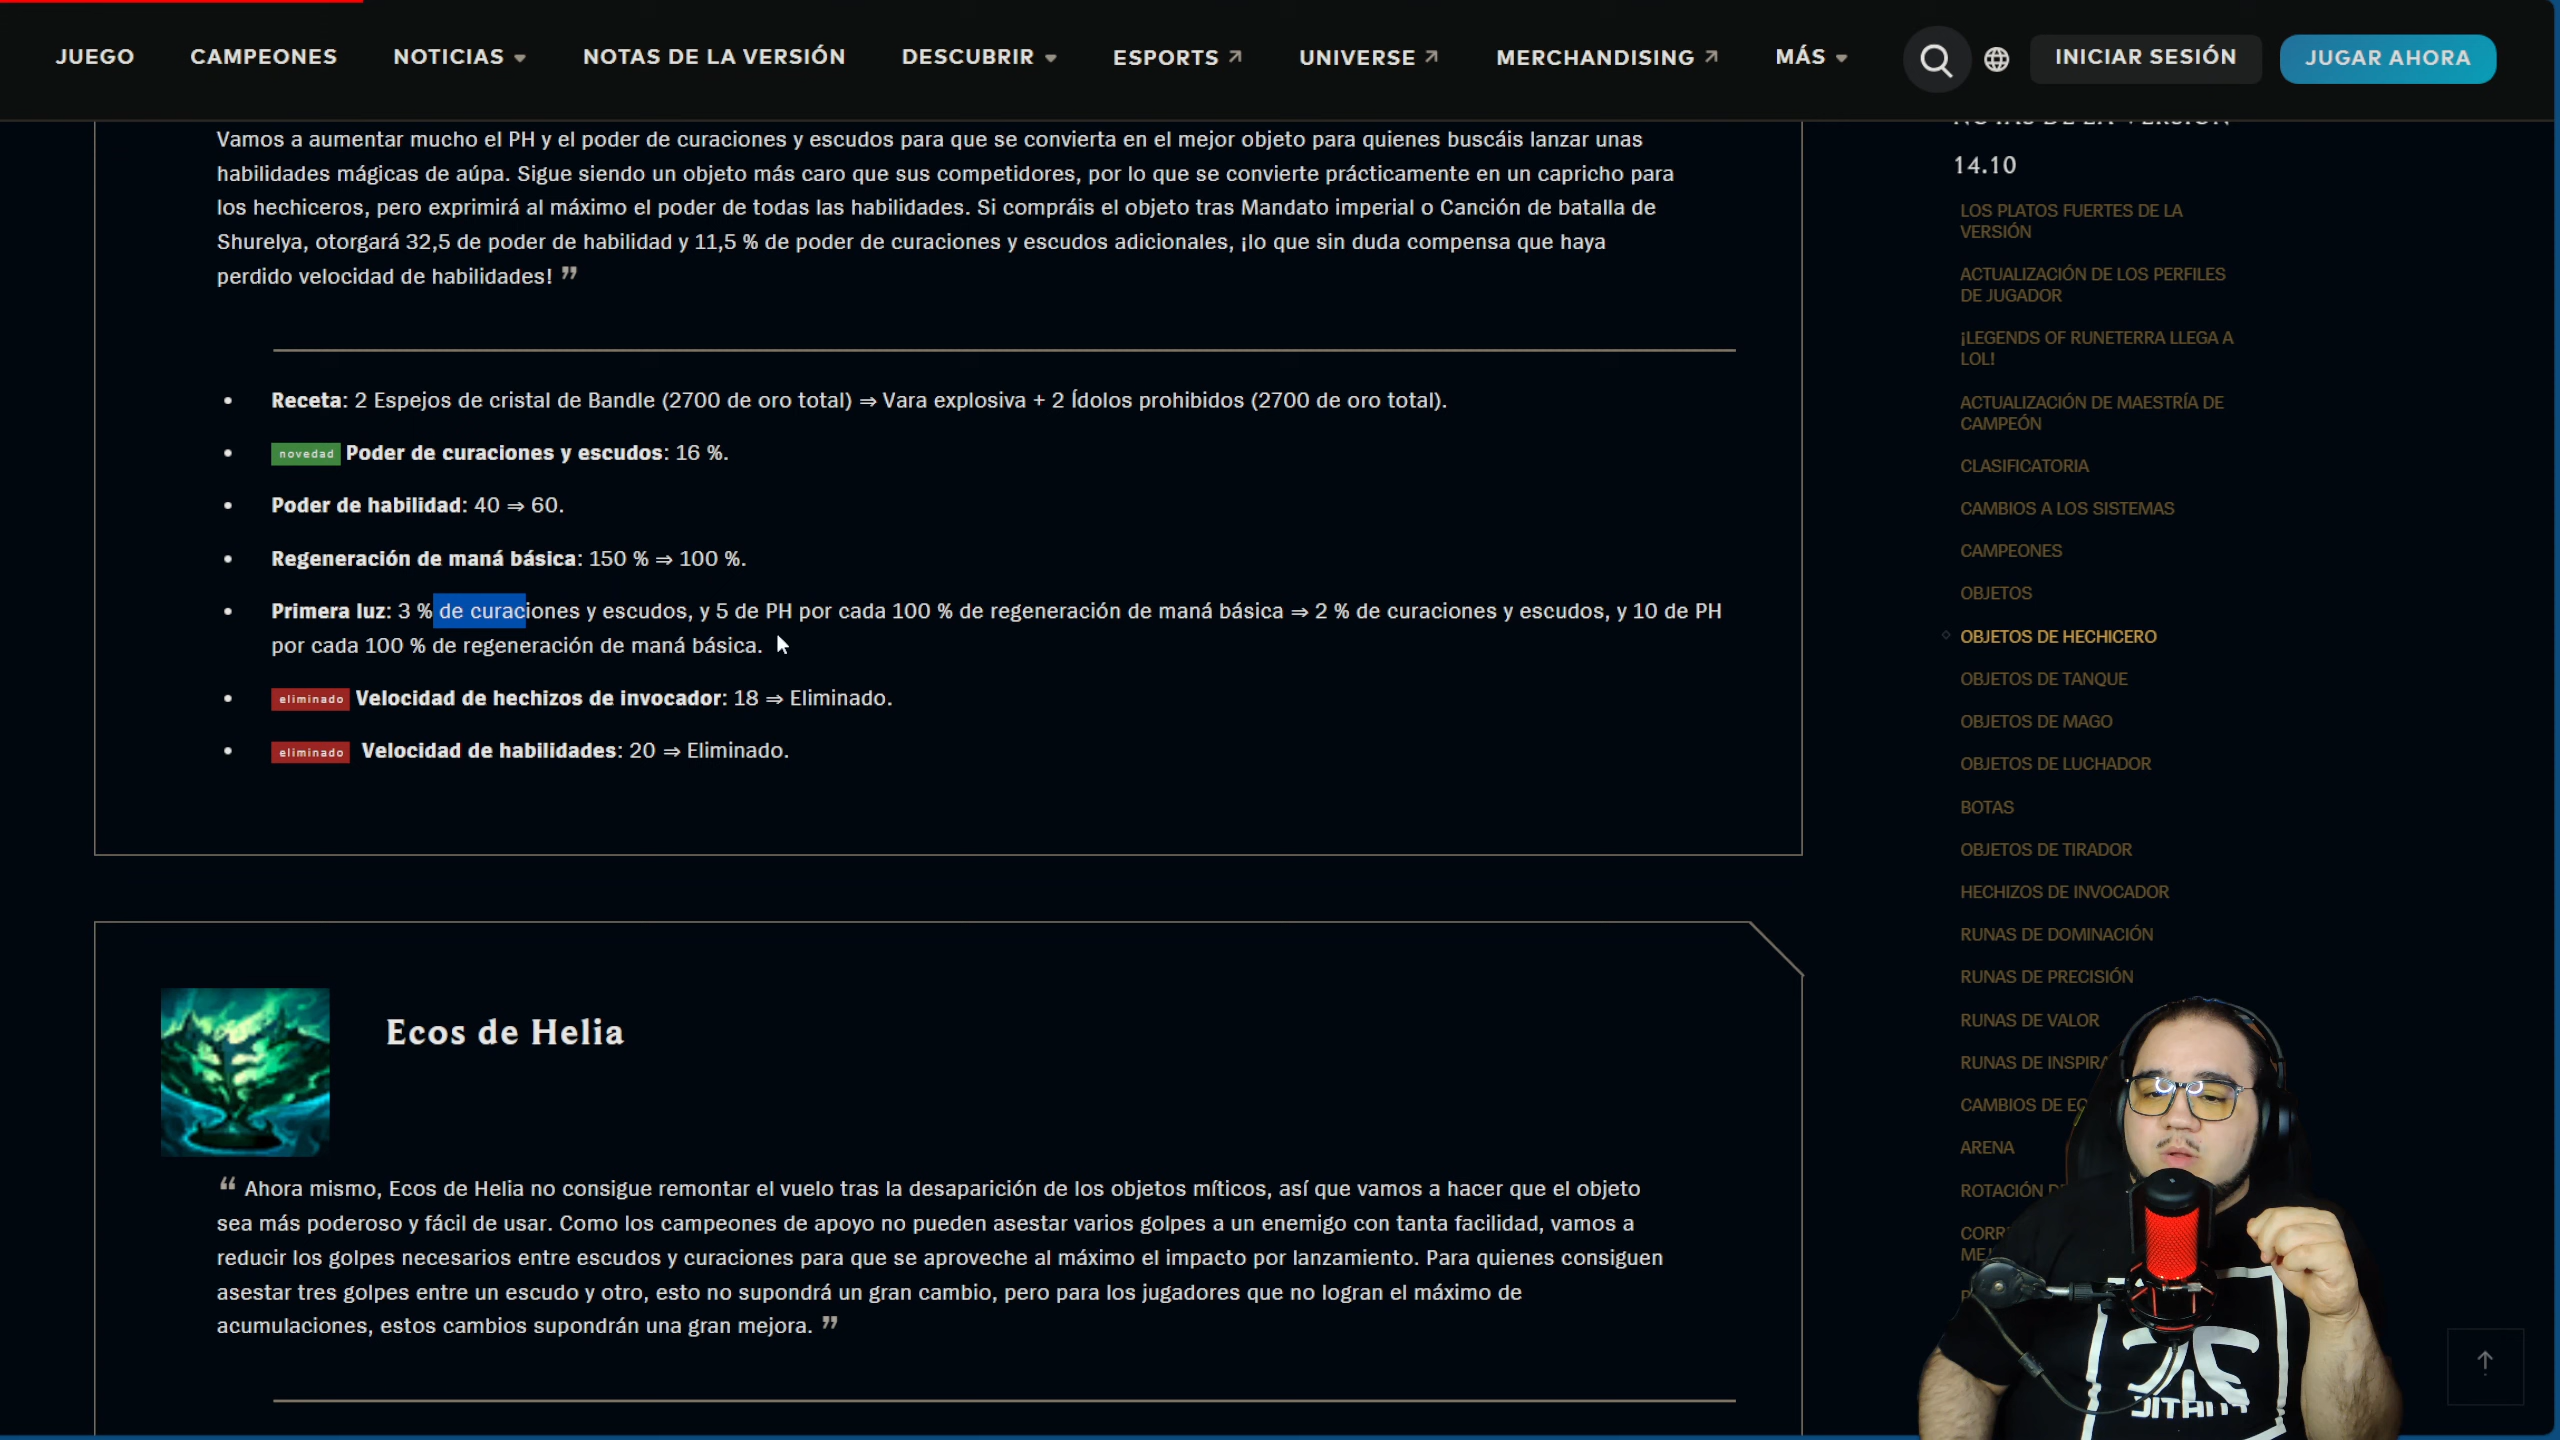 JUEGO
CAMPEONES
NOTICIAS
NOTAS DE LA VERSIÓN
DESCUBRIR
ESPORTS
UNIVERSE
MERCHANDISING
MÁS
INICIAR SESIÓN
JUGAR AHORA
Vamos a aumentar mucho el PH y el poder de curaciones y escudos para que se convierta en el mejor objeto para quienes buscáis lanzar unas
habilidades mágicas de aúpa. Sigue siendo un objeto más caro que sus competidores, por lo que se convierte prácticamente en un capricho para
los hechiceros, pero exprimirá al máximo el poder de todas las habilidades. Si compráis el objeto tras Mandato imperial o Canción de batalla de
Shurelya, otorgará 32,5 de poder de habilidad y 11,5 % de poder de curaciones y escudos adicionales, ¡lo que sin duda compensa que haya
perdido velocidad de habilidades! ”
• Receta: 2 Espejos de cristal de Bandle (2700 de oro total) ⇒ Vara explosiva + 2 Ídolos prohibidos (2700 de oro total).
• novedad Poder de curaciones y escudos: 16 %.
• Poder de habilidad: 40 ⇒ 60.
• Regeneración de maná básica: 150 % ⇒ 100 %.
• Primera luz: 3 % de curaciones y escudos, y 5 de PH por cada 100 % de regeneración de maná básica ⇒ 2 % de curaciones y escudos, y 10 de PH
por cada 100 % de regeneración de maná básica.
• eliminado Velocidad de hechizos de invocador: 18 ⇒ Eliminado.
• eliminado Velocidad de habilidades: 20 ⇒ Eliminado.
Ecos de Helia
“ Ahora mismo, Ecos de Helia no consigue remontar el vuelo tras la desaparición de los objetos míticos, así que vamos a hacer que el objeto
sea más poderoso y fácil de usar. Como los campeones de apoyo no pueden asestar varios golpes a un enemigo con tanta facilidad, vamos a
reducir los golpes necesarios entre escudos y curaciones para que se aproveche al máximo el impacto por lanzamiento. Para quienes consiguen
asestar tres golpes entre un escudo y otro, esto no supondrá un gran cambio, pero para los jugadores que no logran el máximo de
acumulaciones, estos cambios supondrán una gran mejora. ”
NOTAS DE LA VERSIÓN
14.10
LOS PLATOS FUERTES DE LA
VERSIÓN
ACTUALIZACIÓN DE LOS PERFILES
DE JUGADOR
¡LEGENDS OF RUNETERRA LLEGA A
LOL!
ACTUALIZACIÓN DE MAESTRÍA DE
CAMPEÓN
CLASIFICATORIA
CAMBIOS A LOS SISTEMAS
CAMPEONES
OBJETOS
OBJETOS DE HECHICERO
OBJETOS DE TANQUE
OBJETOS DE MAGO
OBJETOS DE LUCHADOR
BOTAS
OBJETOS DE TIRADOR
HECHIZOS DE INVOCADOR
RUNAS DE DOMINACIÓN
RUNAS DE PRECISIÓN
RUNAS DE VALOR
RUNAS DE INSPIRA
CAMBIOS DE EC
ARENA
ROTACIÓN
CORR